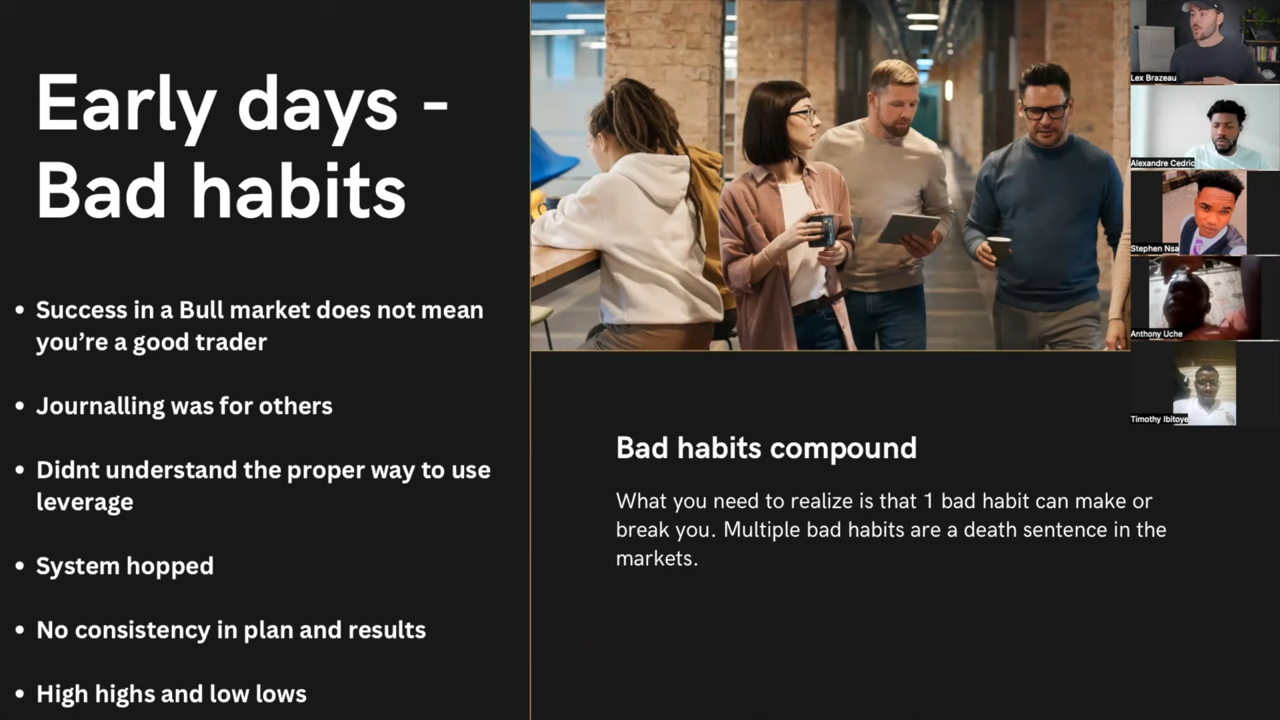 Early days -
Bad habits
• Success in a Bull market does not mean
you’re a good trader
• Journalling was for others
• Didnt understand the proper way to use
leverage
• System hopped
• No consistency in plan and results
• High highs and low lows
Bad habits compound
What you need to realize is that 1 bad habit can make or
break you. Multiple bad habits are a death sentence in the
markets.
Lex Brazeau
Alexandre Cedric
Stephen Nsa
Anthony Uche
Timothy Ibitoye